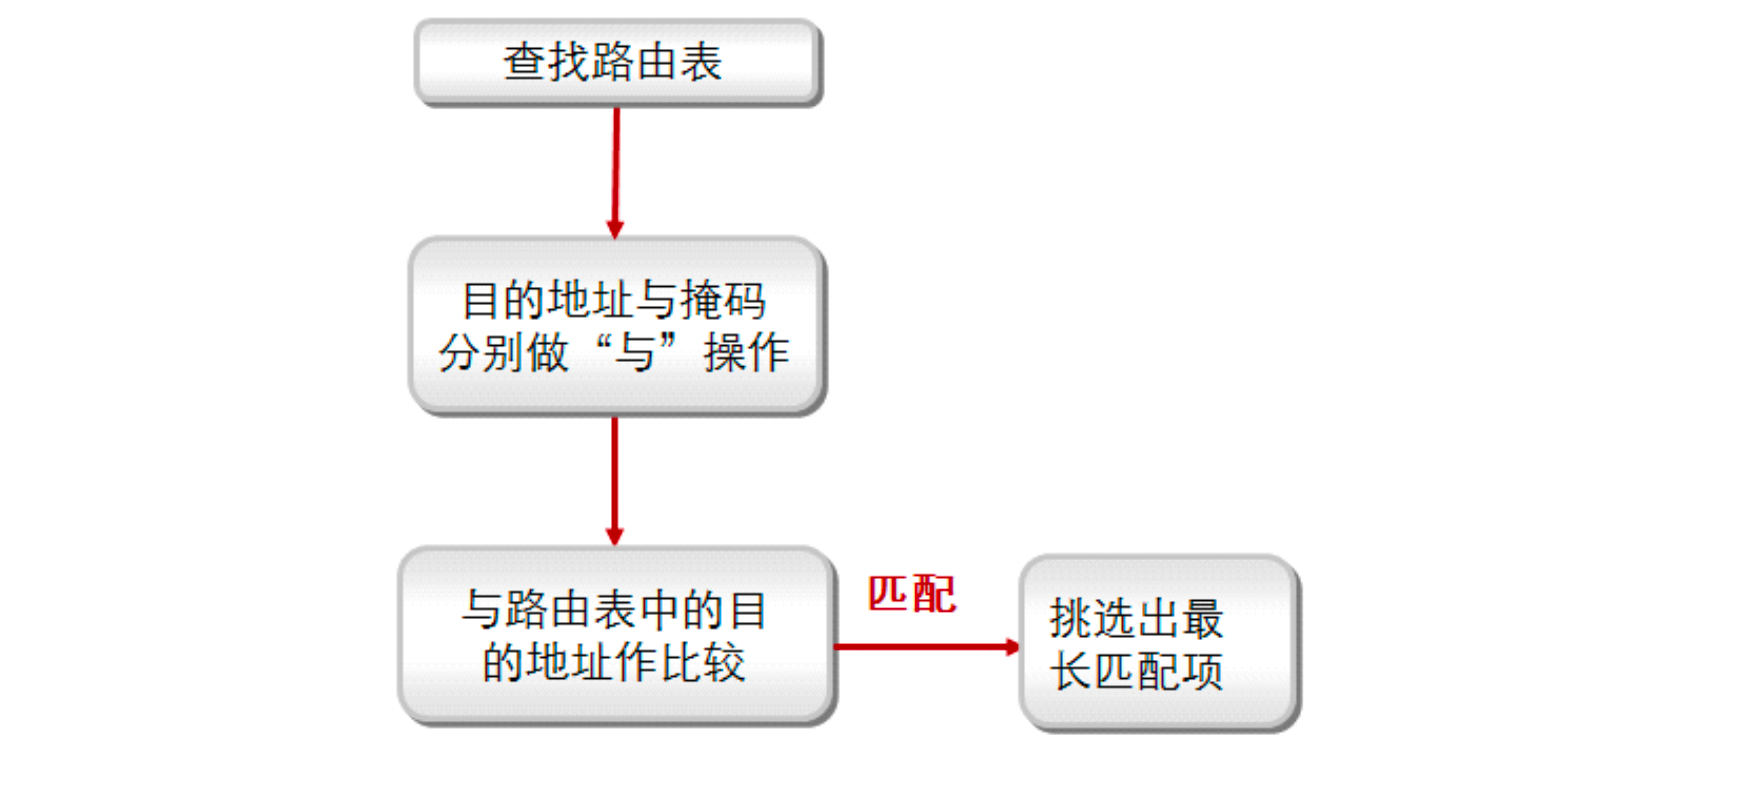 查找路由表
目的地址与掩码
分别做“与”操作
与路由表中的目
的地址作比较
匹配
挑选出最
长匹配项